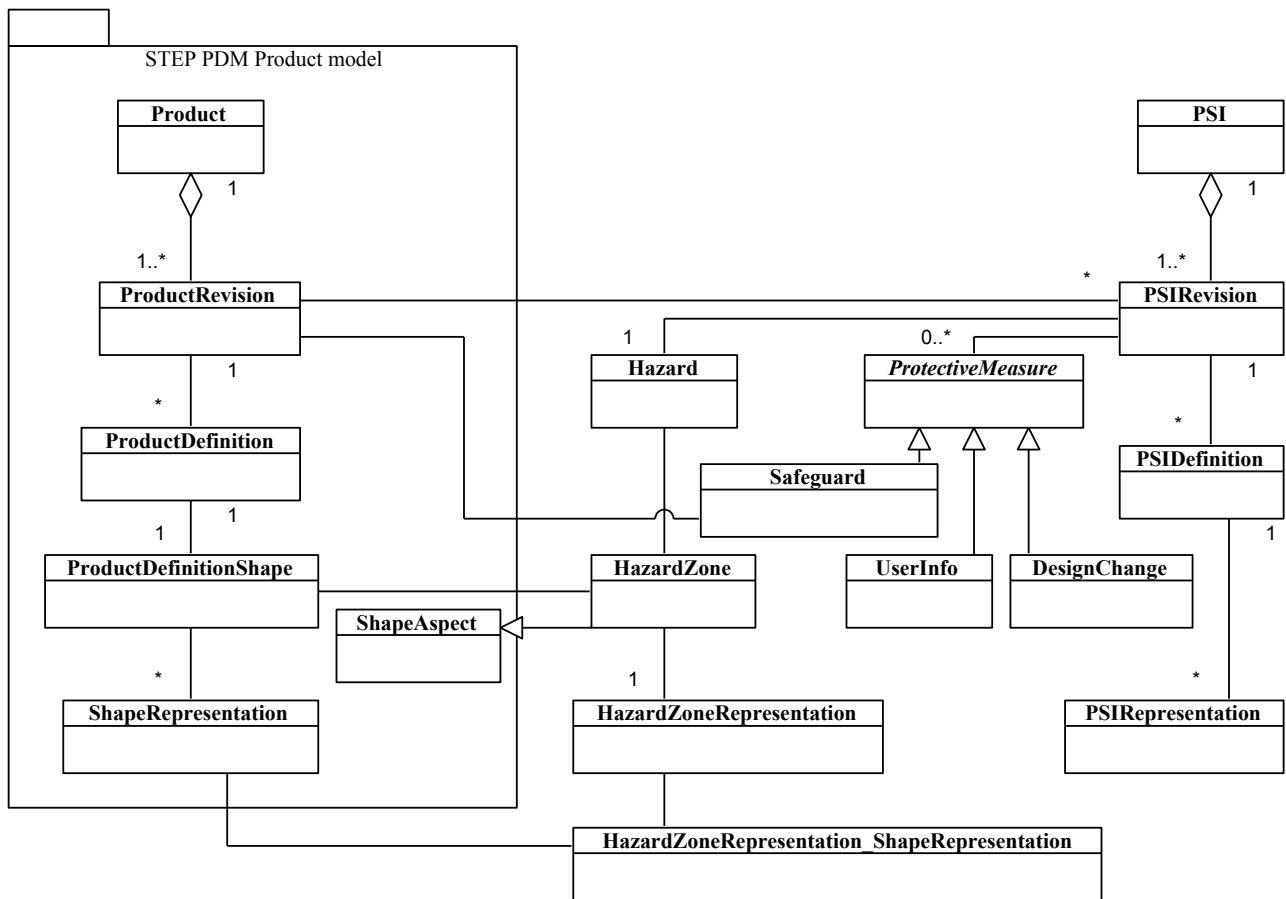 STEP PDM Product model
Product
PSI
1
1
1..*
*
1..*
ProductRevision
PSIRevision
1
1
0..*
1
Hazard
ProtectiveMeasure
*
*
ProductDefinition
PSIDefinition
Safeguard
1
1
1
ProductDefinitionShape
HazardZone
UserInfo
DesignChange
ShapeAspect
*
1
*
ShapeRepresentation
HazardZoneRepresentation
PSIRepresentation
HazardZoneRepresentation_ShapeRepresentation